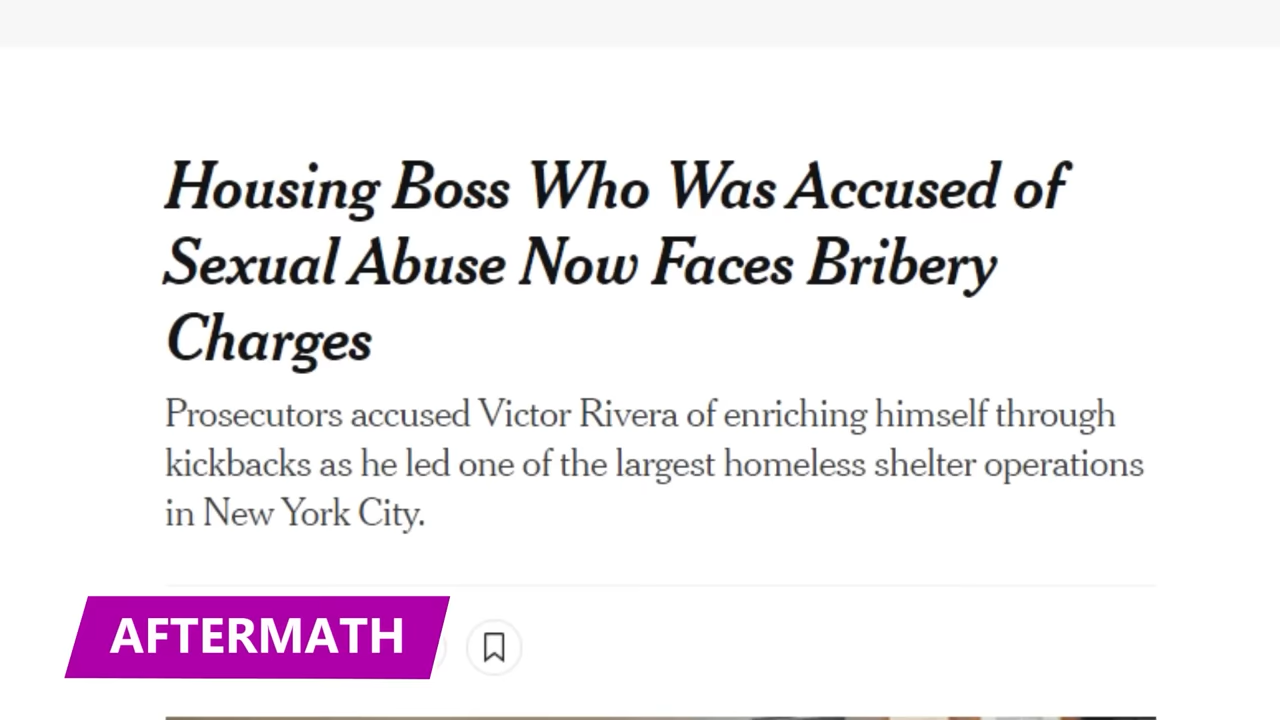 Housing Boss Who Was Accused of
Sexual Abuse Now Faces Bribery
Charges
Prosecutors accused Victor Rivera of enriching himself through
kickbacks as he led one of the largest homeless shelter operations
in New York City.
AFTERMATH